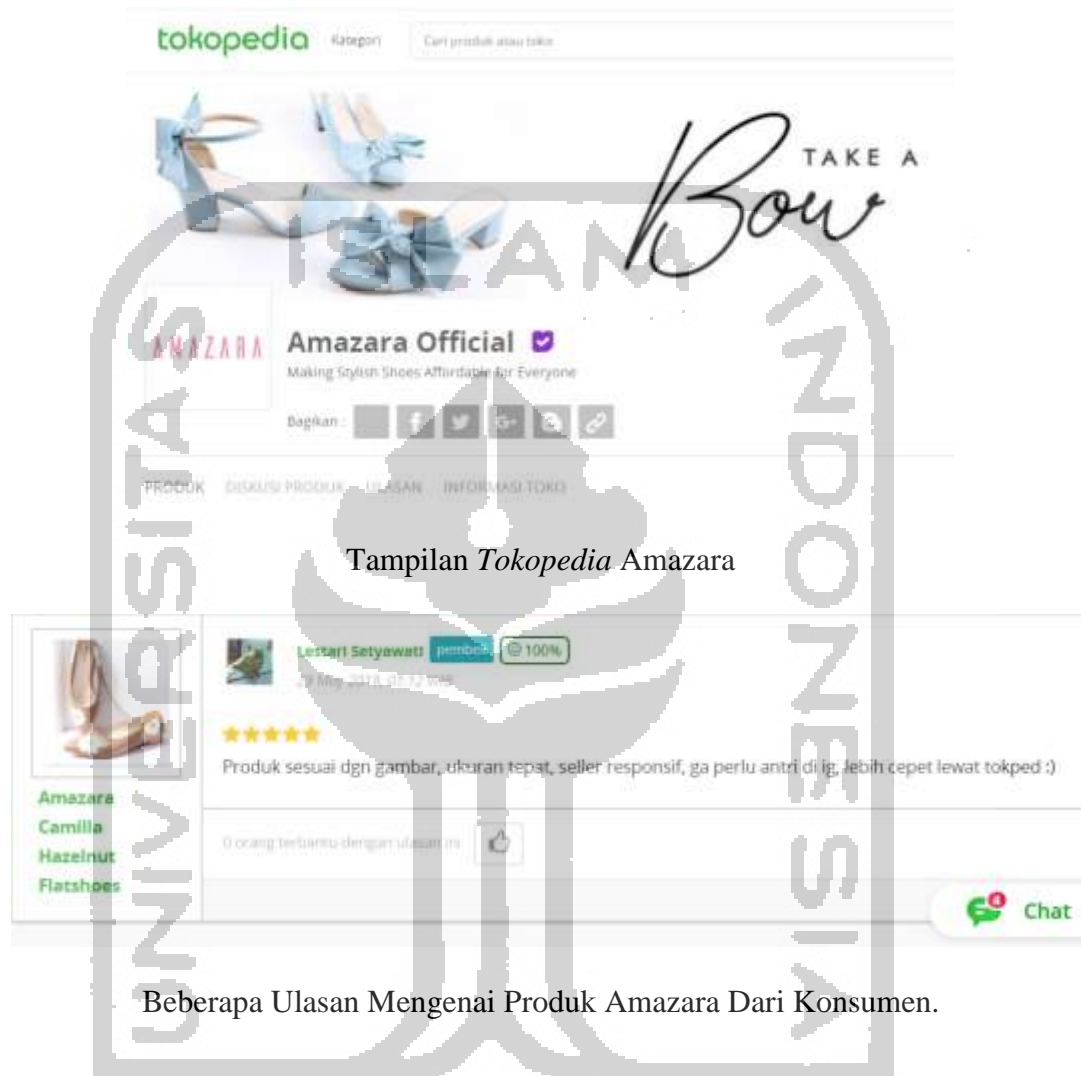 tokopedia Kategori Cari produk atau toko
TAKE A
Bow
AMAZARA
Amazara Official
Making Stylish Shoes Affordable for Everyone
Bagikan :
PRODUK DISKUSI PRODUK ULASAN INFORMASI TOKO
Tampilan Tokopedia Amazara
Lestari Setyawati pembeli 100%
Produk sesuai dgn gambar, ukuran tepat, seller responsif, ga perlu antri di ig, lebih cepet lewat tokped :)
Amazara
Camilla
Hazelnut
Flatshoes
0 orang terbantu dengan ulasan ini
4 Chat
Beberapa Ulasan Mengenai Produk Amazara Dari Konsumen.
UNIVERSITAS ISLAM INDONESIA